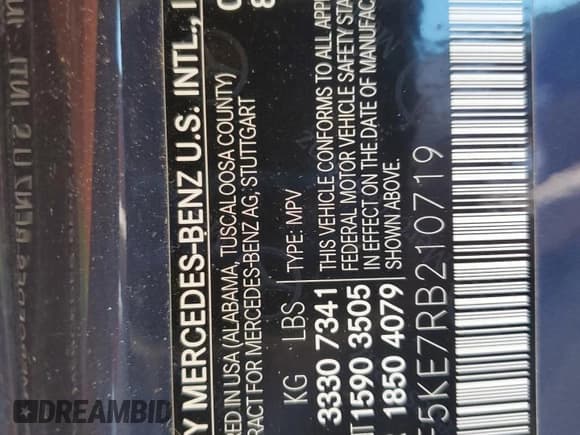 Y MERCEDES-BENZ U.S. INTL.,
RED IN USA (ALABAMA, TUSCALOOSA COUNTY)
RACT FOR MERCEDES-BENZ AG, STUTTGART
KG LBS TYPE: MPV
3330 7341 THIS VEHICLE CONFORMS TO ALL APP
1590 3505 FEDERAL MOTOR VEHICLE SAFETY STA
1850 4079 IN EFFECT ON THE DATE OF MANUFAC
SHOWN ABOVE.
5KE7RB210719
DREAMBID